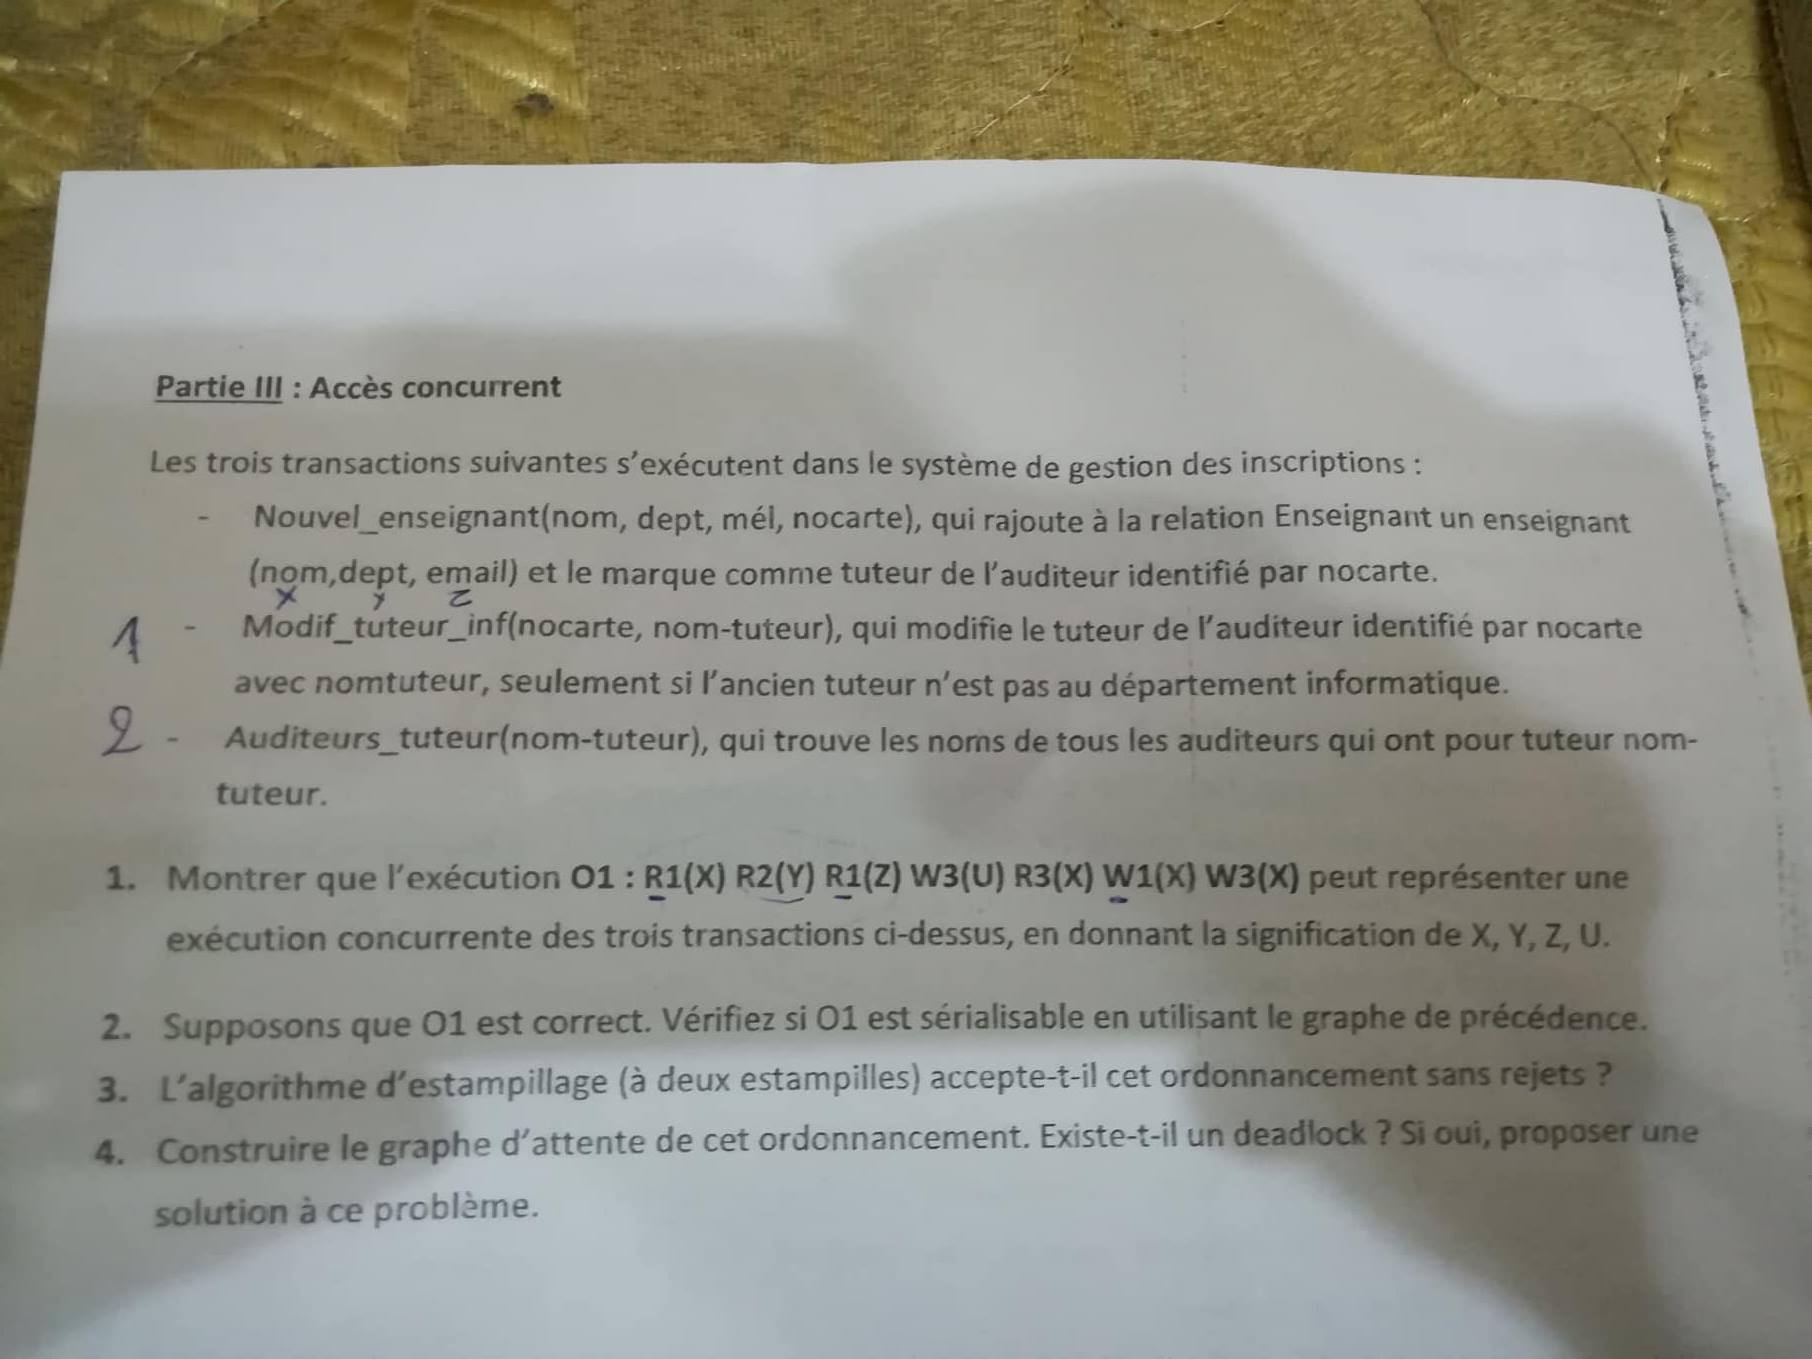 Partie III : Accès concurrent
Les trois transactions suivantes s'exécutent dans le système de gestion des inscriptions :
- Nouvel_enseignant(nom, dept, mél, nocarte), qui rajoute à la relation Enseignant un enseignant
(nom,dept, email) et le marque comme tuteur de l'auditeur identifié par nocarte.
X Y Z
1 - Modif_tuteur_inf(nocarte, nom-tuteur), qui modifie le tuteur de l'auditeur identifié par nocarte
avec nomtuteur, seulement si l'ancien tuteur n'est pas au département informatique.
2 - Auditeurs_tuteur(nom-tuteur), qui trouve les noms de tous les auditeurs qui ont pour tuteur nom-
tuteur.
1. Montrer que l'exécution O1 : R1(X) R2(Y) R1(Z) W3(U) R3(X) W1(X) W3(X) peut représenter une
exécution concurrente des trois transactions ci-dessus, en donnant la signification de X, Y, Z, U.
2. Supposons que O1 est correct. Vérifiez si O1 est sérialisable en utilisant le graphe de précédence.
3. L'algorithme d'estampillage (à deux estampilles) accepte-t-il cet ordonnancement sans rejets ?
4. Construire le graphe d'attente de cet ordonnancement. Existe-t-il un deadlock ? Si oui, proposer une
solution à ce problème.